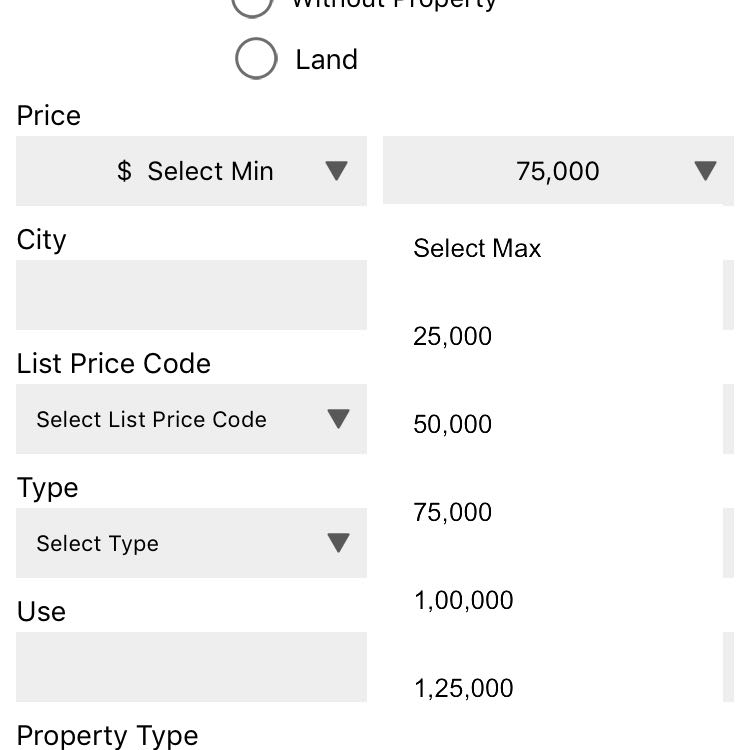 Without Property
Land
Price
$ Select Min
75,000
Select Max
City
25,000
List Price Code
50,000
Select List Price Code
Type
75,000
Select Type
1,00,000
Use
1,25,000
Property Type